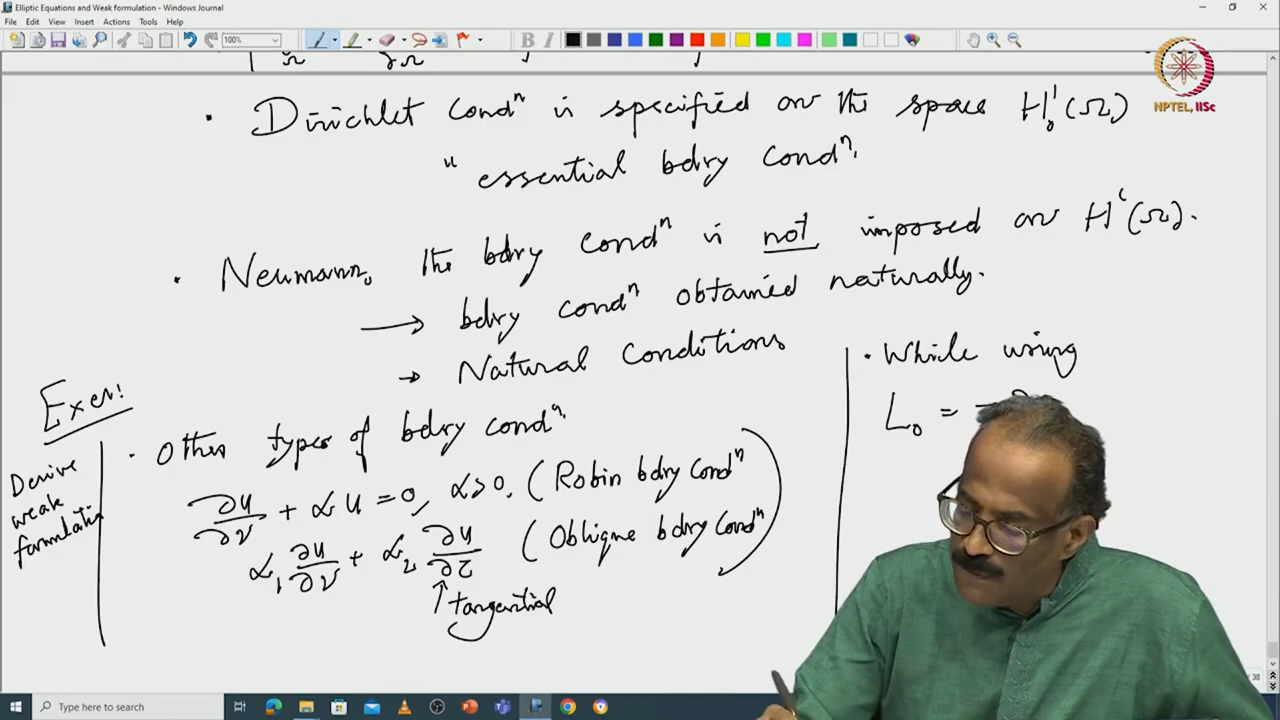 Elliptic Equations and Weak formulation - Windows Journal
File Edit View Insert Actions Tools Help
100%
B I
NPTEL, IISc
• Dirichlet Condⁿ is specified on the space H₀¹(Ω)
" essential bdry Condⁿ.
• Neumann. the bdry Condⁿ is not imposed on H¹(Ω).
→ bdry condⁿ obtained naturally.
→ Natural Conditions
Exer!
Derive
weak
formulation
• Other types of bdry condⁿ.
∂u/∂ν + α u = 0, α > 0. (Robin bdry Condⁿ
α₁ ∂u/∂ν + α₂ ∂u/∂τ (Oblique bdry Condⁿ)
↑ tangential
• While using
L₀ = -
/ 38
Type here to search